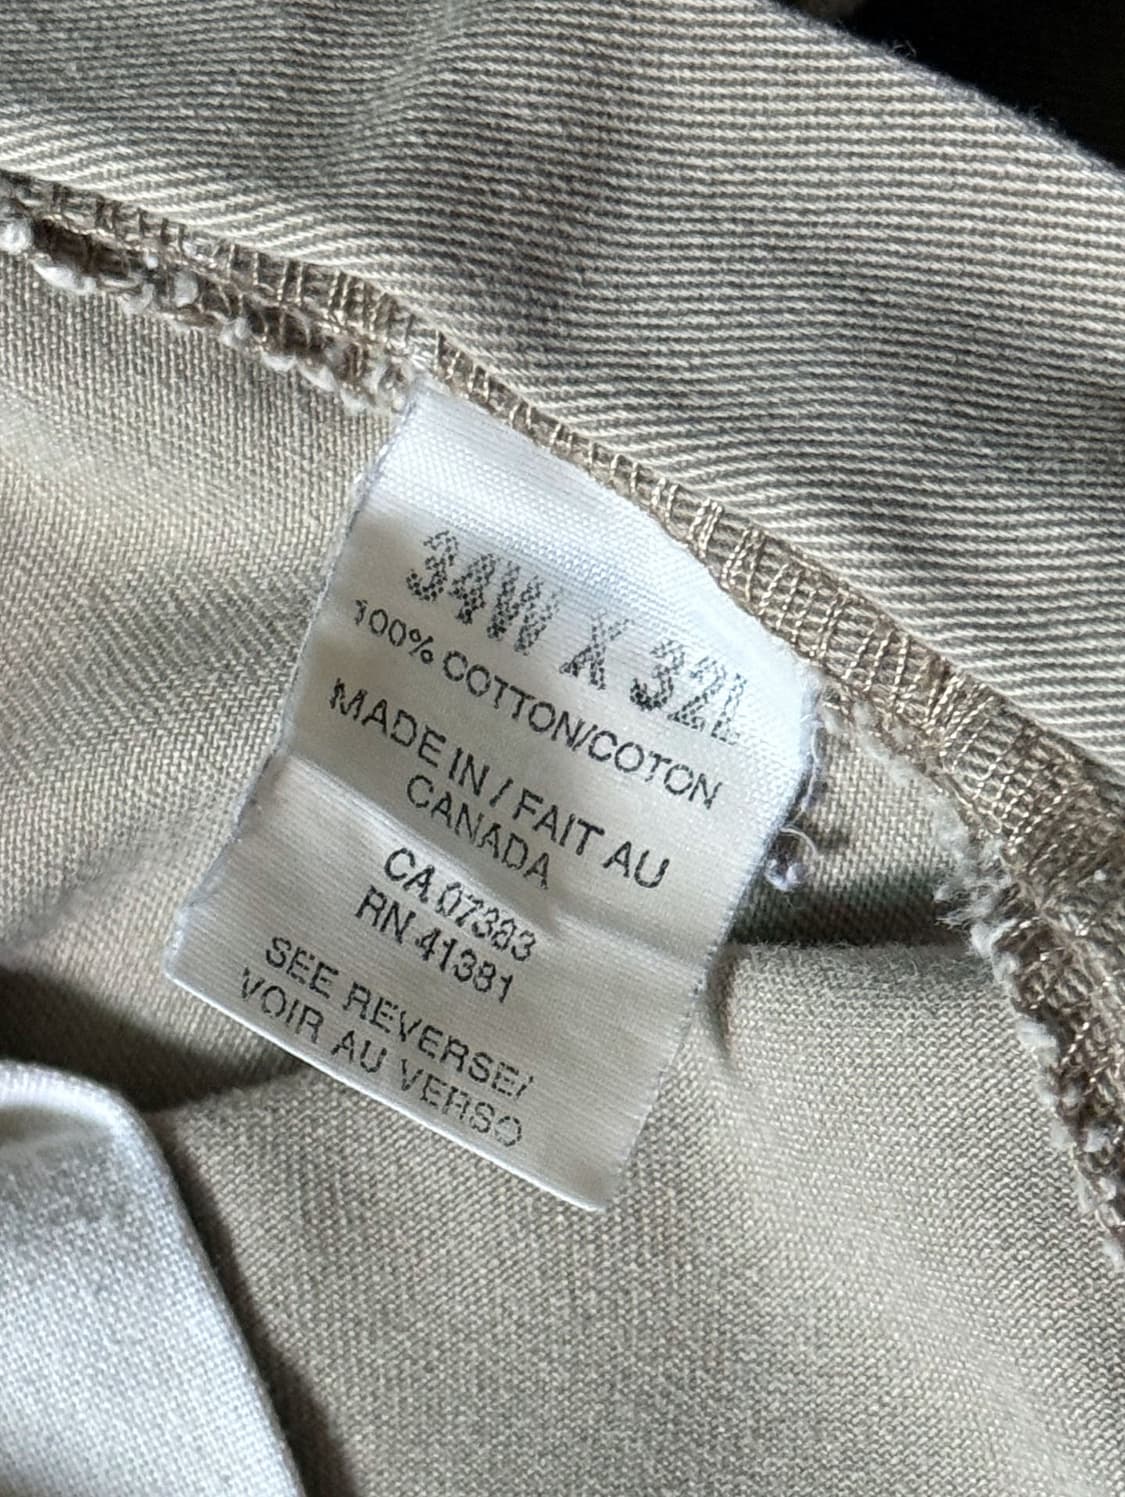 34W X 32L
100% COTTON/COTON
MADE IN / FAIT AU
CANADA
CA 07383
RN 41381
SEE REVERSE/
VOIR AU VERSO